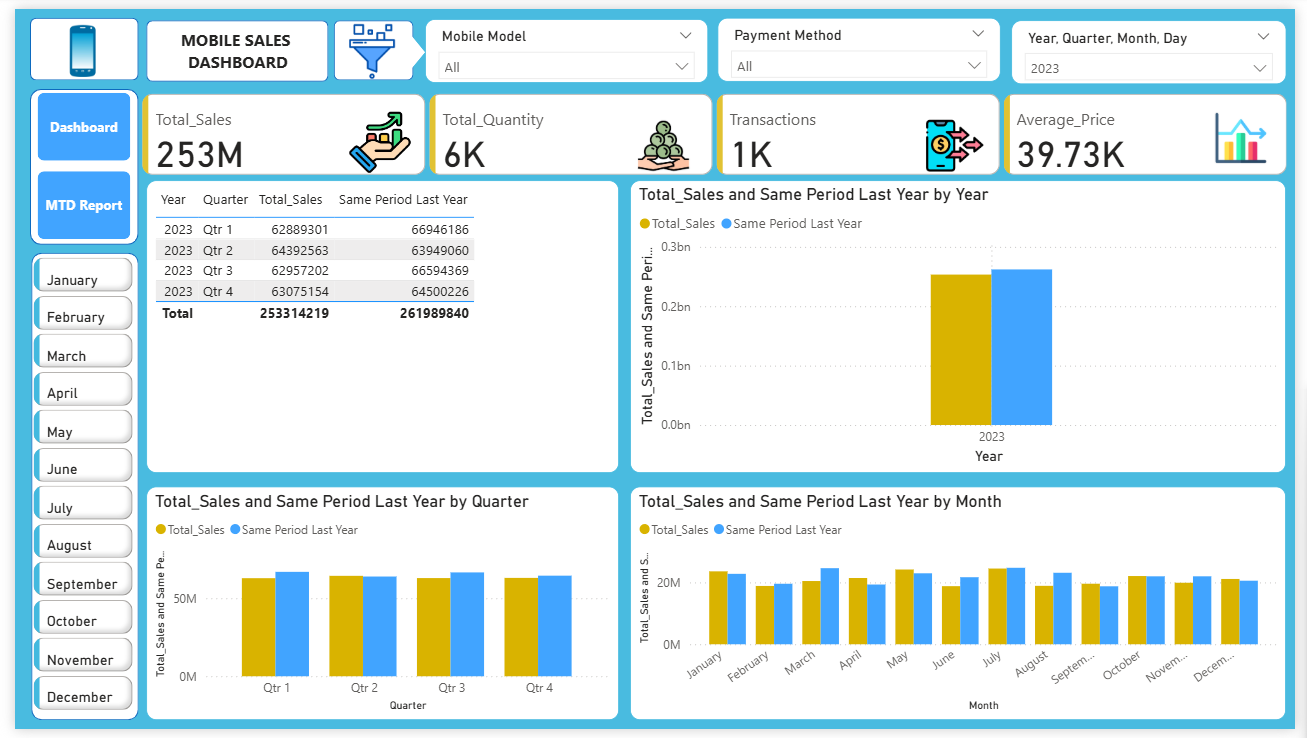 MOBILE SALES
DASHBOARD
Mobile Model
All
Payment Method
All
Year, Quarter, Month, Day
2023
Dashboard
MTD Report
January
February
March
April
May
June
July
August
September
October
November
December
Total_Sales
253M
Total_Quantity
6K
Transactions
1K
Average_Price
39.73K
Year Quarter Total_Sales Same Period Last Year
2023 Qtr 1 62889301 66946186
2023 Qtr 2 64392563 63949060
2023 Qtr 3 62957202 66594369
2023 Qtr 4 63075154 64500226
Total 253314219 261989840
Total_Sales and Same Period Last Year by Year
Total_Sales Same Period Last Year
Total_Sales and Same Peri...
0.3bn
0.2bn
0.1bn
0.0bn
2023
Year
Total_Sales and Same Period Last Year by Quarter
Total_Sales Same Period Last Year
Total_Sales and Same Pe...
50M
0M
Qtr 1 Qtr 2 Qtr 3 Qtr 4
Quarter
Total_Sales and Same Period Last Year by Month
Total_Sales Same Period Last Year
Total_Sales and S...
20M
0M
January February March April May June July August Septem... October Novem... Decem...
Month